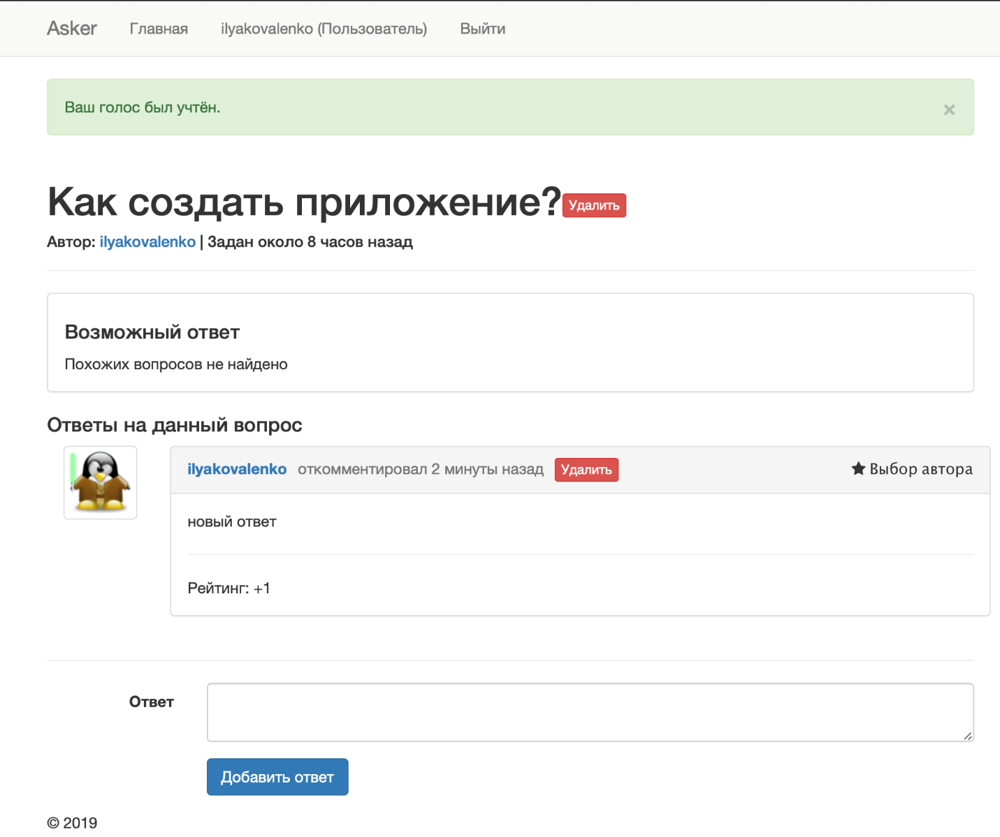 Asker Главная ilyakovalenko (Пользователь) Выйти
Ваш голос был учтён. ×
Как создать приложение? Удалить
Автор: ilyakovalenko | Задан около 8 часов назад
Возможный ответ
Похожих вопросов не найдено
Ответы на данный вопрос
ilyakovalenko откомментировал 2 минуты назад Удалить ★ Выбор автора
новый ответ
Рейтинг: +1
Ответ
Добавить ответ
© 2019